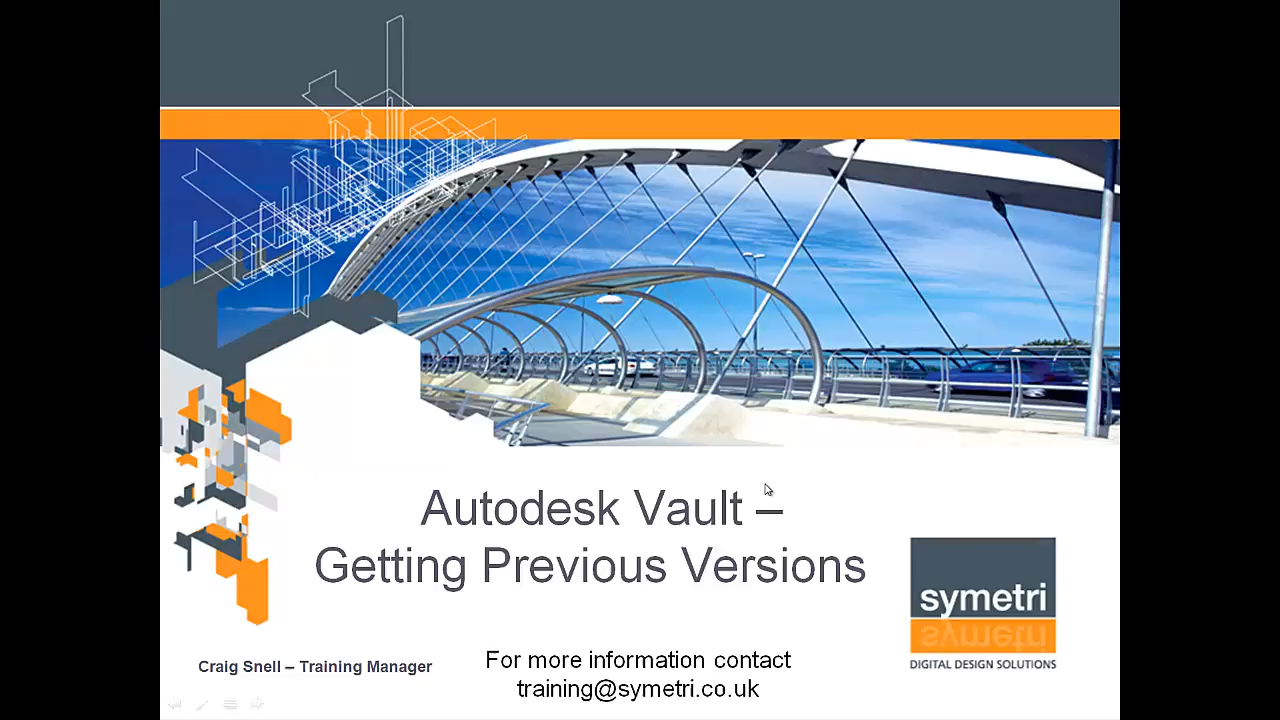 Autodesk Vault –
Getting Previous Versions
symetri
DIGITAL DESIGN SOLUTIONS
Craig Snell – Training Manager
For more information contact
training@symetri.co.uk